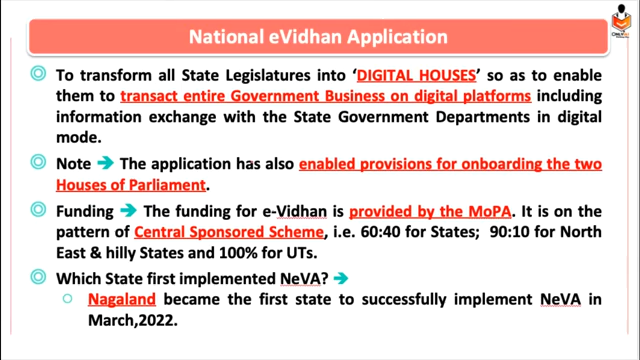 National eVidhan Application
To transform all State Legislatures into ‘DIGITAL HOUSES’ so as to enable
them to transact entire Government Business on digital platforms including
information exchange with the State Government Departments in digital
mode.
Note ➔ The application has also enabled provisions for onboarding the two
Houses of Parliament.
Funding ➔ The funding for e-Vidhan is provided by the MoPA. It is on the
pattern of Central Sponsored Scheme, i.e. 60:40 for States; 90:10 for North
East & hilly States and 100% for UTs.
Which State first implemented NeVA? ➔
Nagaland became the first state to successfully implement NeVA in
March,2022.